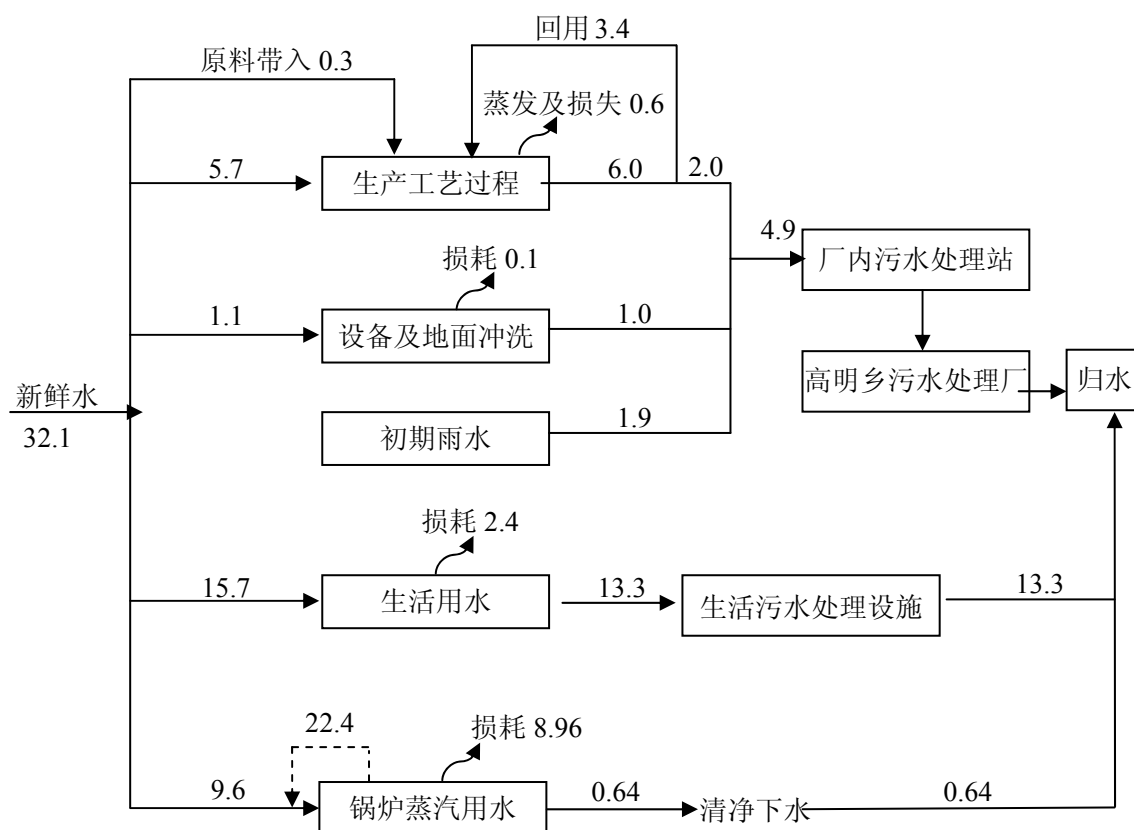 回用 3.4
原料带入 0.3
蒸发及损失 0.6
5.7
生产工艺过程
6.0
2.0
4.9
厂内污水处理站
损耗 0.1
1.1
设备及地面冲洗
1.0
高明乡污水处理厂
归水
新鲜水
32.1
初期雨水
1.9
损耗 2.4
15.7
生活用水
13.3
生活污水处理设施
13.3
22.4
损耗 8.96
9.6
锅炉蒸汽用水
0.64
清净下水
0.64